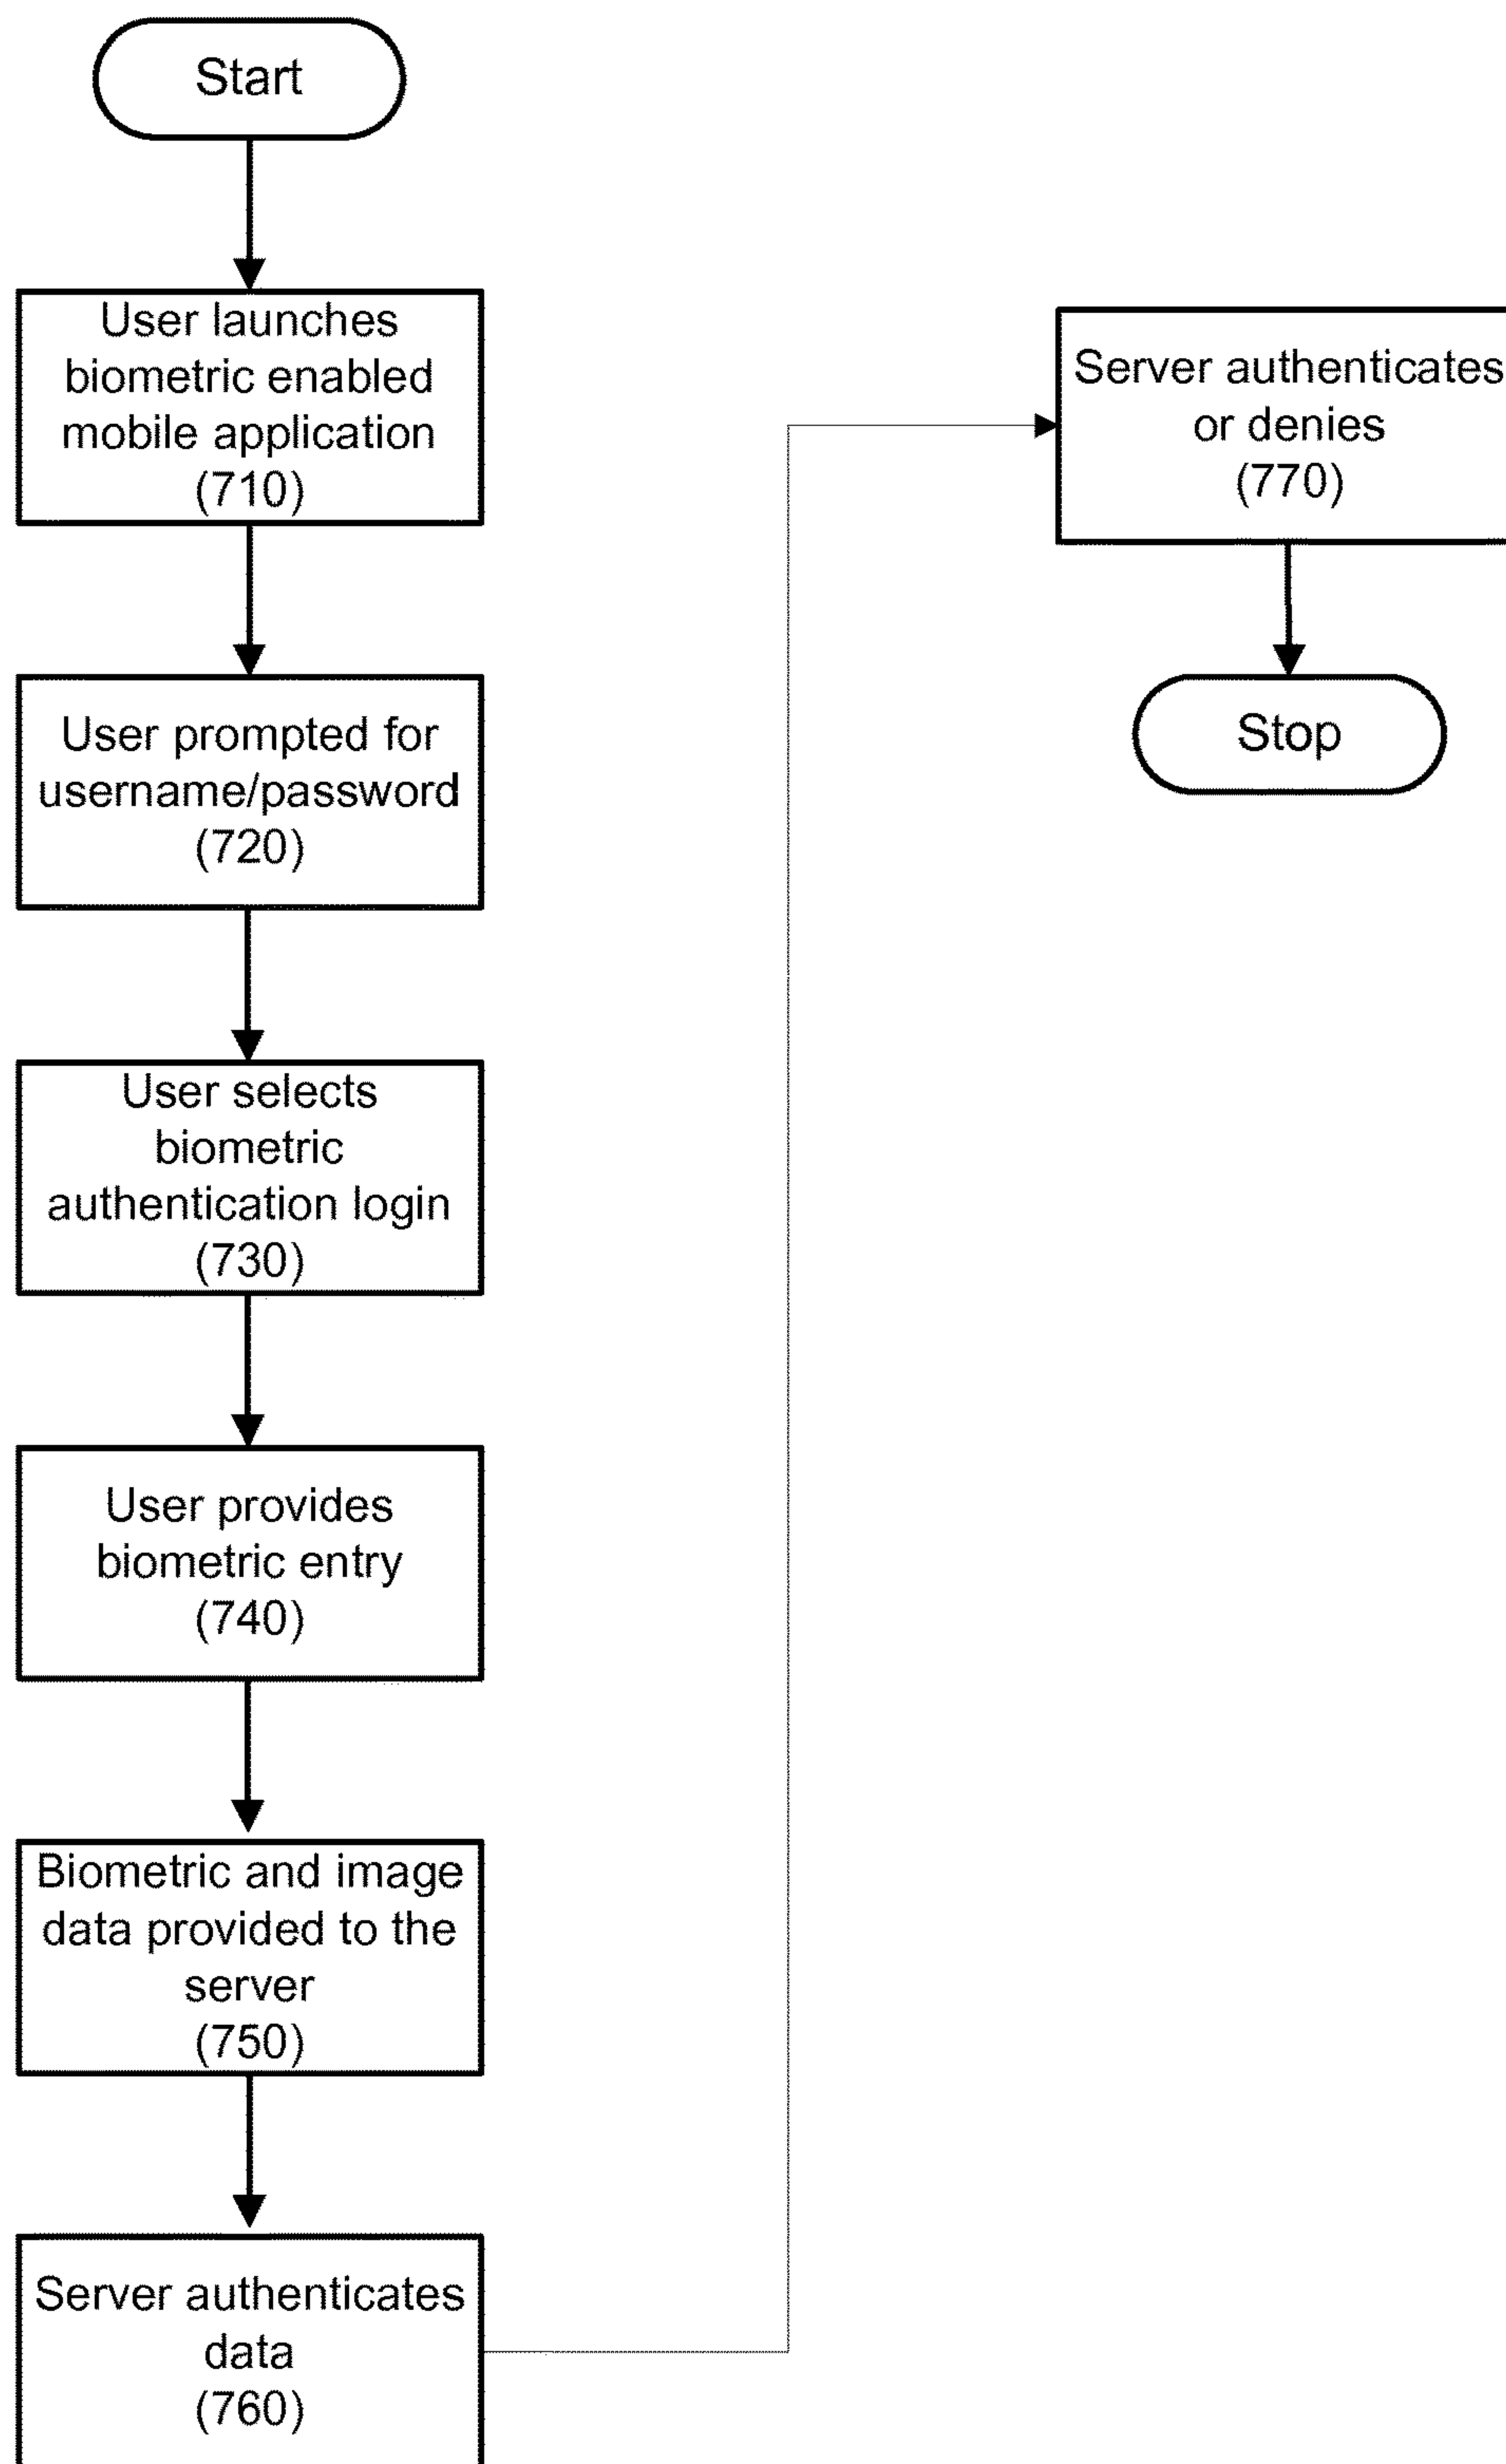 Start
User launches
biometric enabled
mobile application
(710)
User prompted for
username/password
(720)
User selects
biometric
authentication login
(730)
User provides
biometric entry
(740)
Biometric and image
data provided to the
server
(750)
Server authenticates
data
(760)
Server authenticates
or denies
(770)
Stop